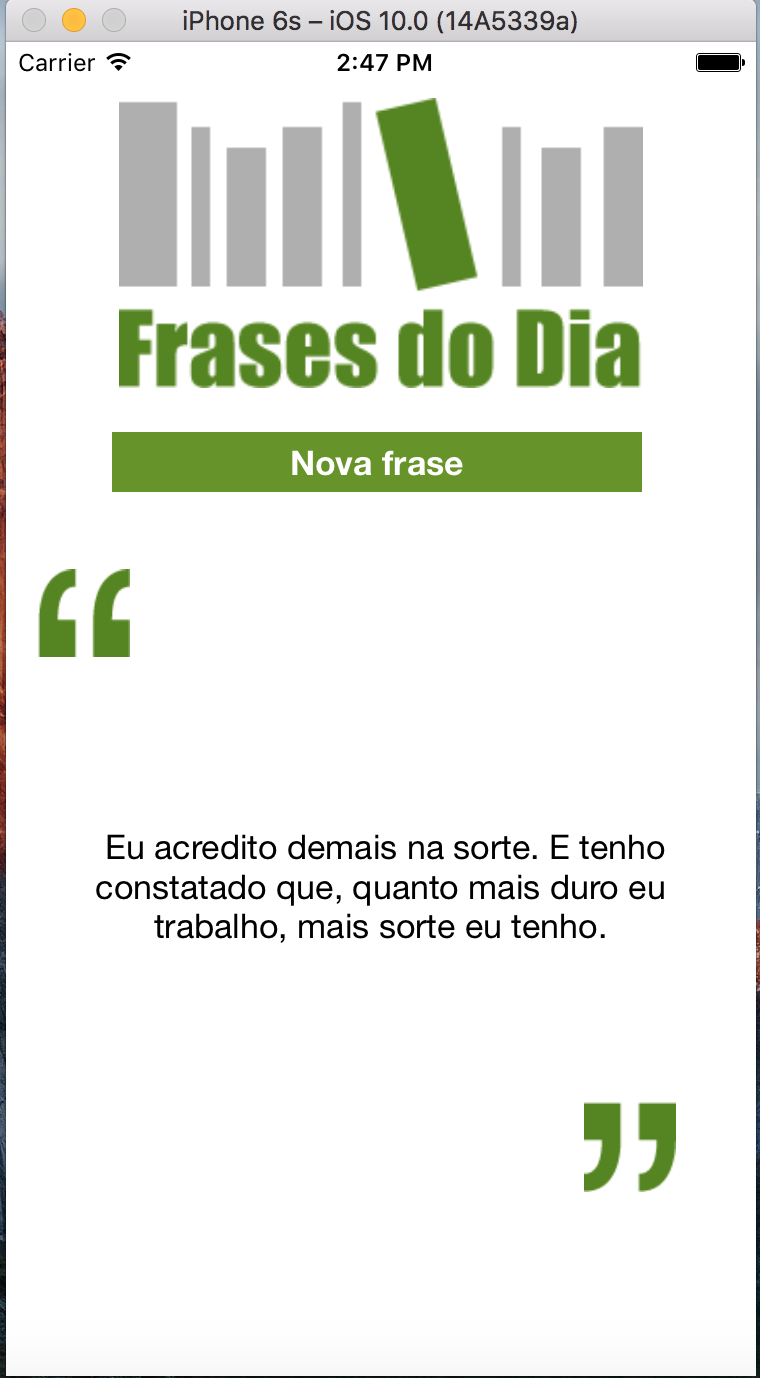 iPhone 6s – iOS 10.0 (14A5339a)
Carrier 2:47 PM
Frases do Dia
Nova frase
“
Eu acredito demais na sorte. E tenho
constatado que, quanto mais duro eu
trabalho, mais sorte eu tenho.
”